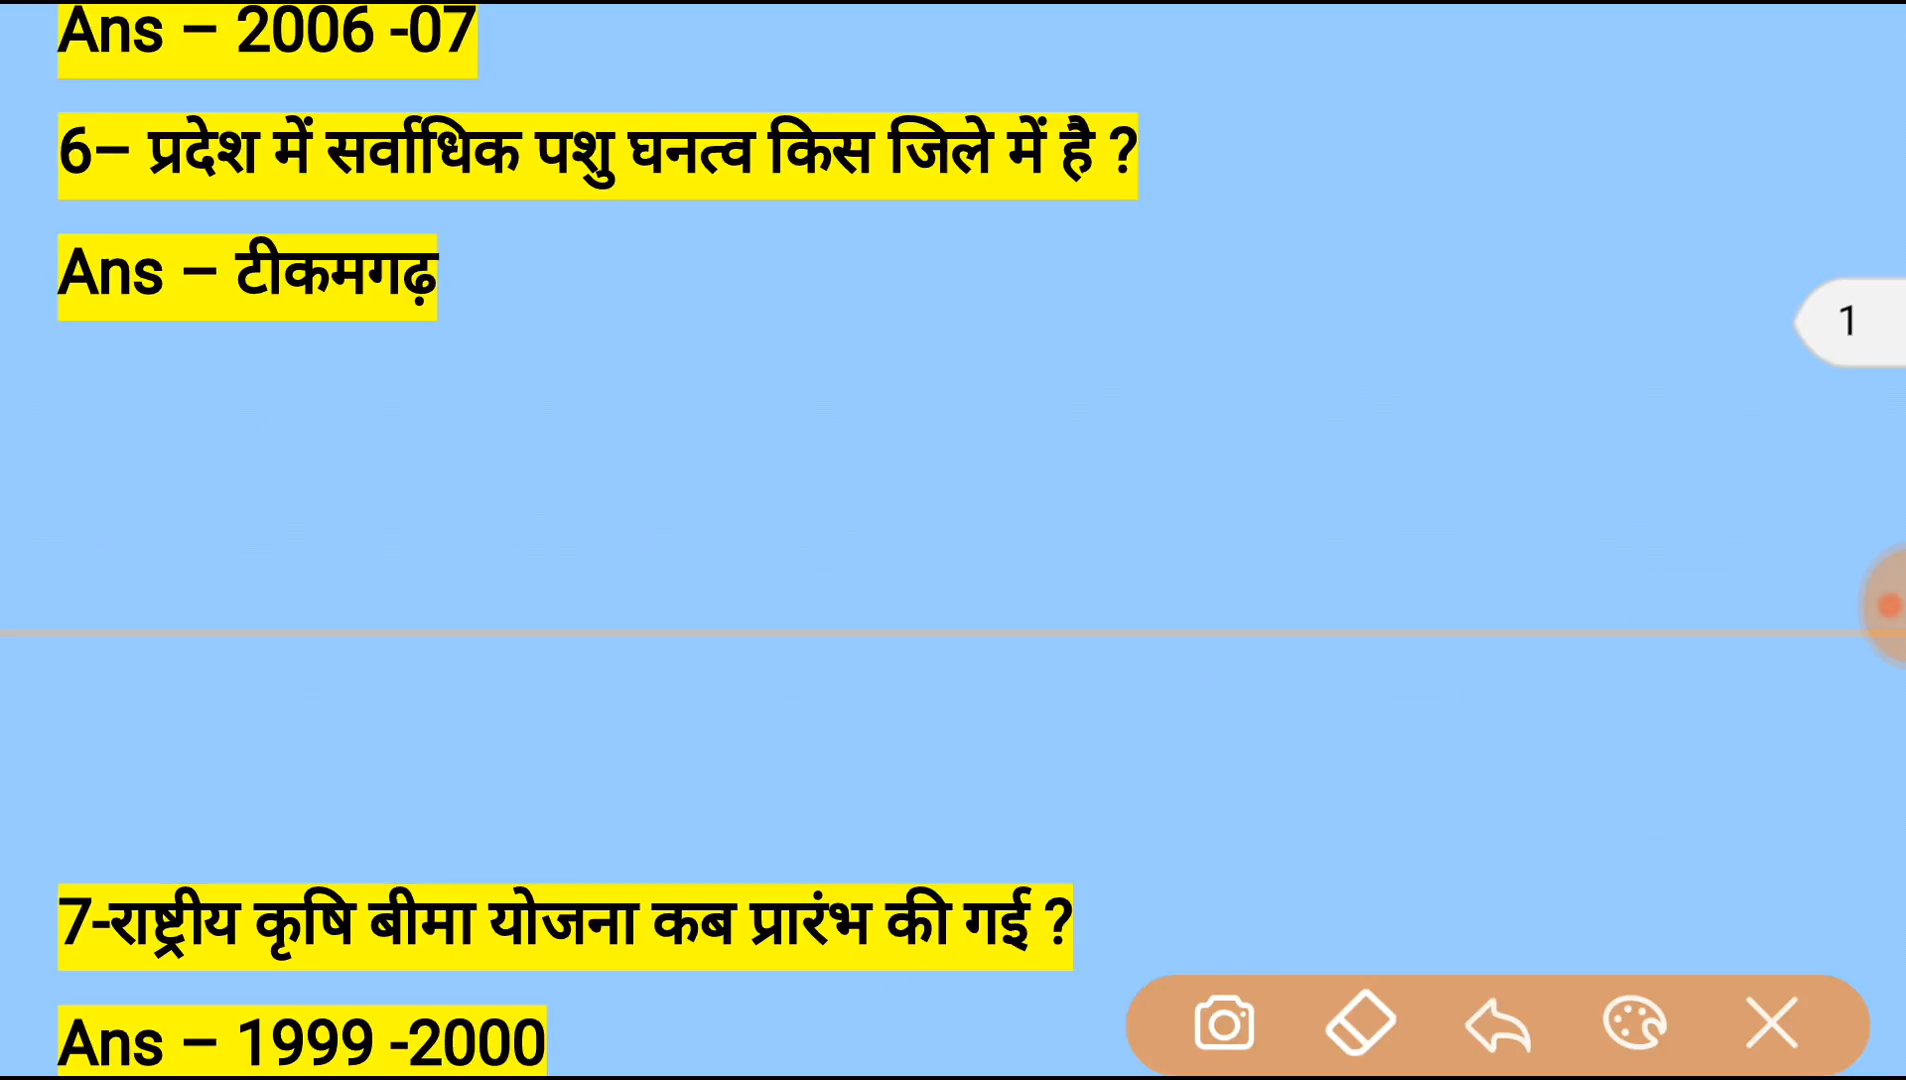 Ans – 2006 -07
6– प्रदेश में सर्वाधिक पशु घनत्व किस जिले में है ?
Ans – टीकमगढ़
1
7-राष्ट्रीय कृषि बीमा योजना कब प्रारंभ की गई ?
Ans – 1999 -2000